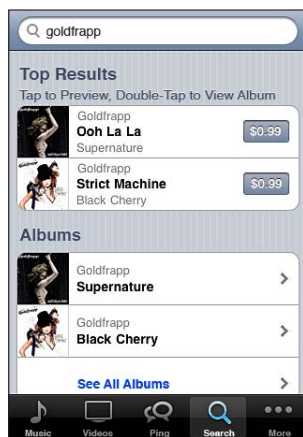 goldfrapp
Top Results
Tap to Preview, Double-Tap to View Album
Goldfrapp
Ooh La La
$0.99
Supernature
Goldfrapp
Strict Machine
$0.99
Black Cherry
Albums
Goldfrapp
Supernature
Goldfrapp
Black Cherry
See All Albums
Music Videos Ping Search More